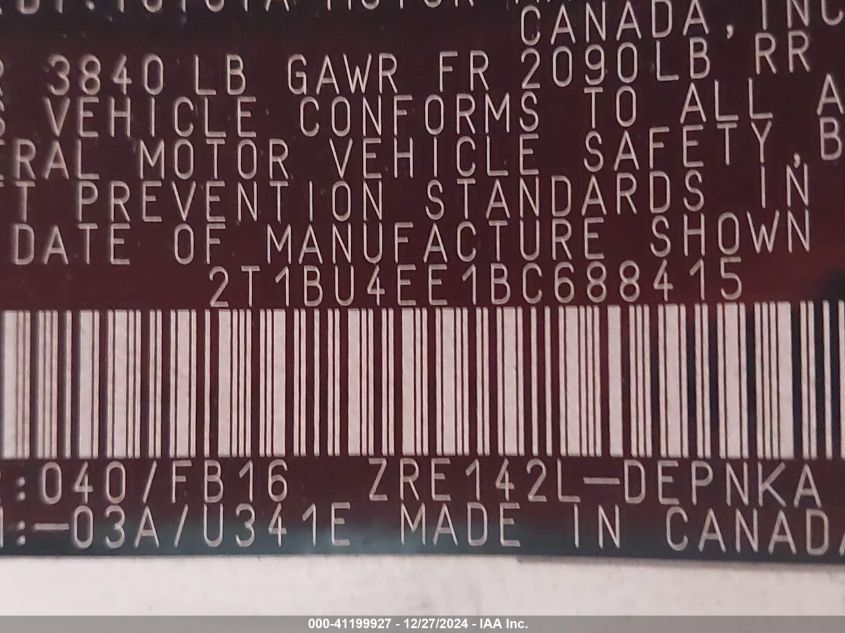 CANADA, INC
3840 LB GAWR FR 2090LB RR
VEHICLE CONFORMS TO ALL A
ERAL MOTOR VEHICLE SAFETY, B
T PREVENTION STANDARDS IN
DATE OF MANUFACTURE SHOWN
2T1BU4EE1BC688415
:040/FB16 ZRE142L-DEPNKA
:-03A/U341E MADE IN CANADA
000-41199927 - 12/27/2024 - IAA Inc.